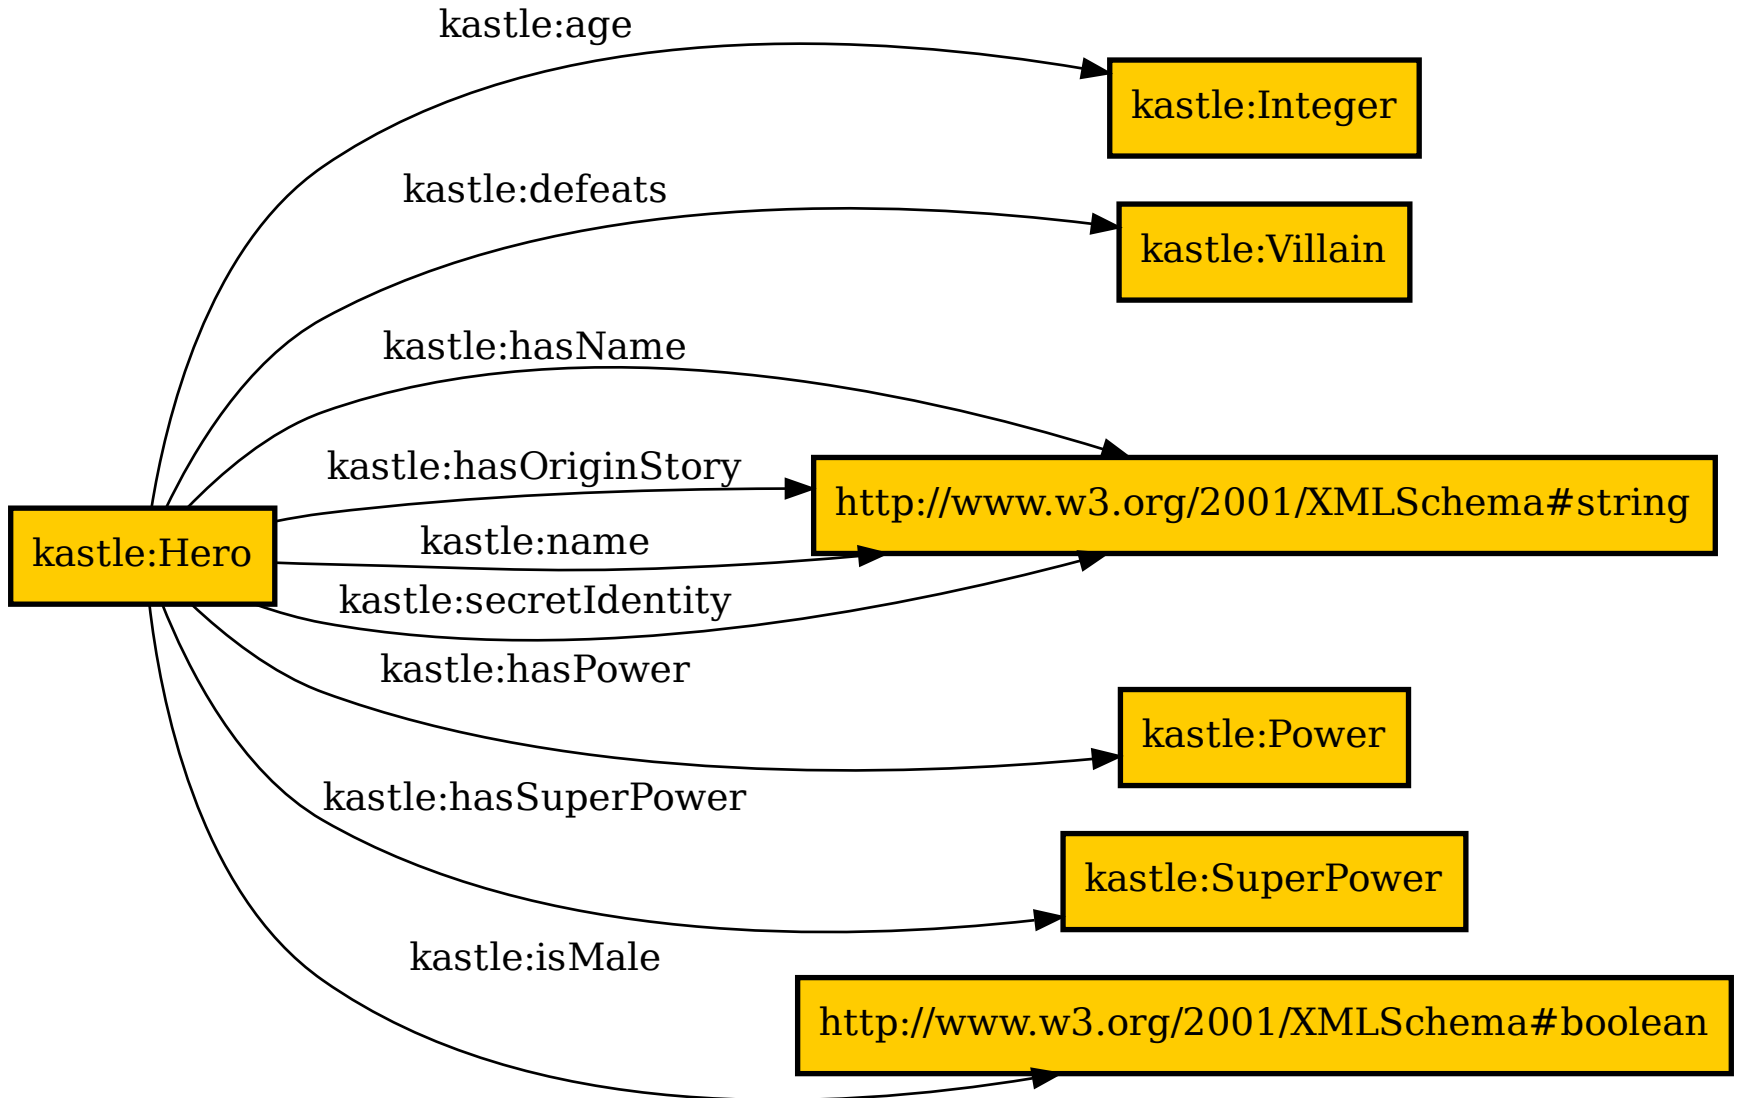 kastle:age
kastle:Integer
kastle:defeats
kastle:Villain
kastle:hasName
kastle:hasOriginStory
http://www.w3.org/2001/XMLSchema#string
kastle:Hero
kastle:name
kastle:secretIdentity
kastle:hasPower
kastle:Power
kastle:hasSuperPower
kastle:SuperPower
kastle:isMale
http://www.w3.org/2001/XMLSchema#boolean